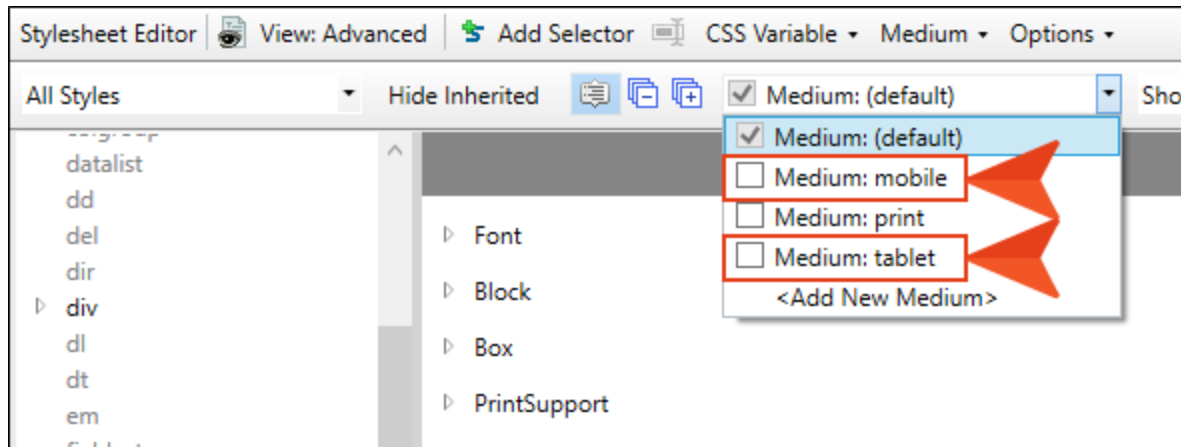 Stylesheet Editor View: Advanced Add Selector CSS Variable Medium Options
All Styles Hide Inherited Medium: (default) Sho
Medium: (default)
Medium: mobile
Medium: print
Medium: tablet
<Add New Medium>
datalist
dd
del
dir
div
dl
dt
em
Font
Block
Box
PrintSupport